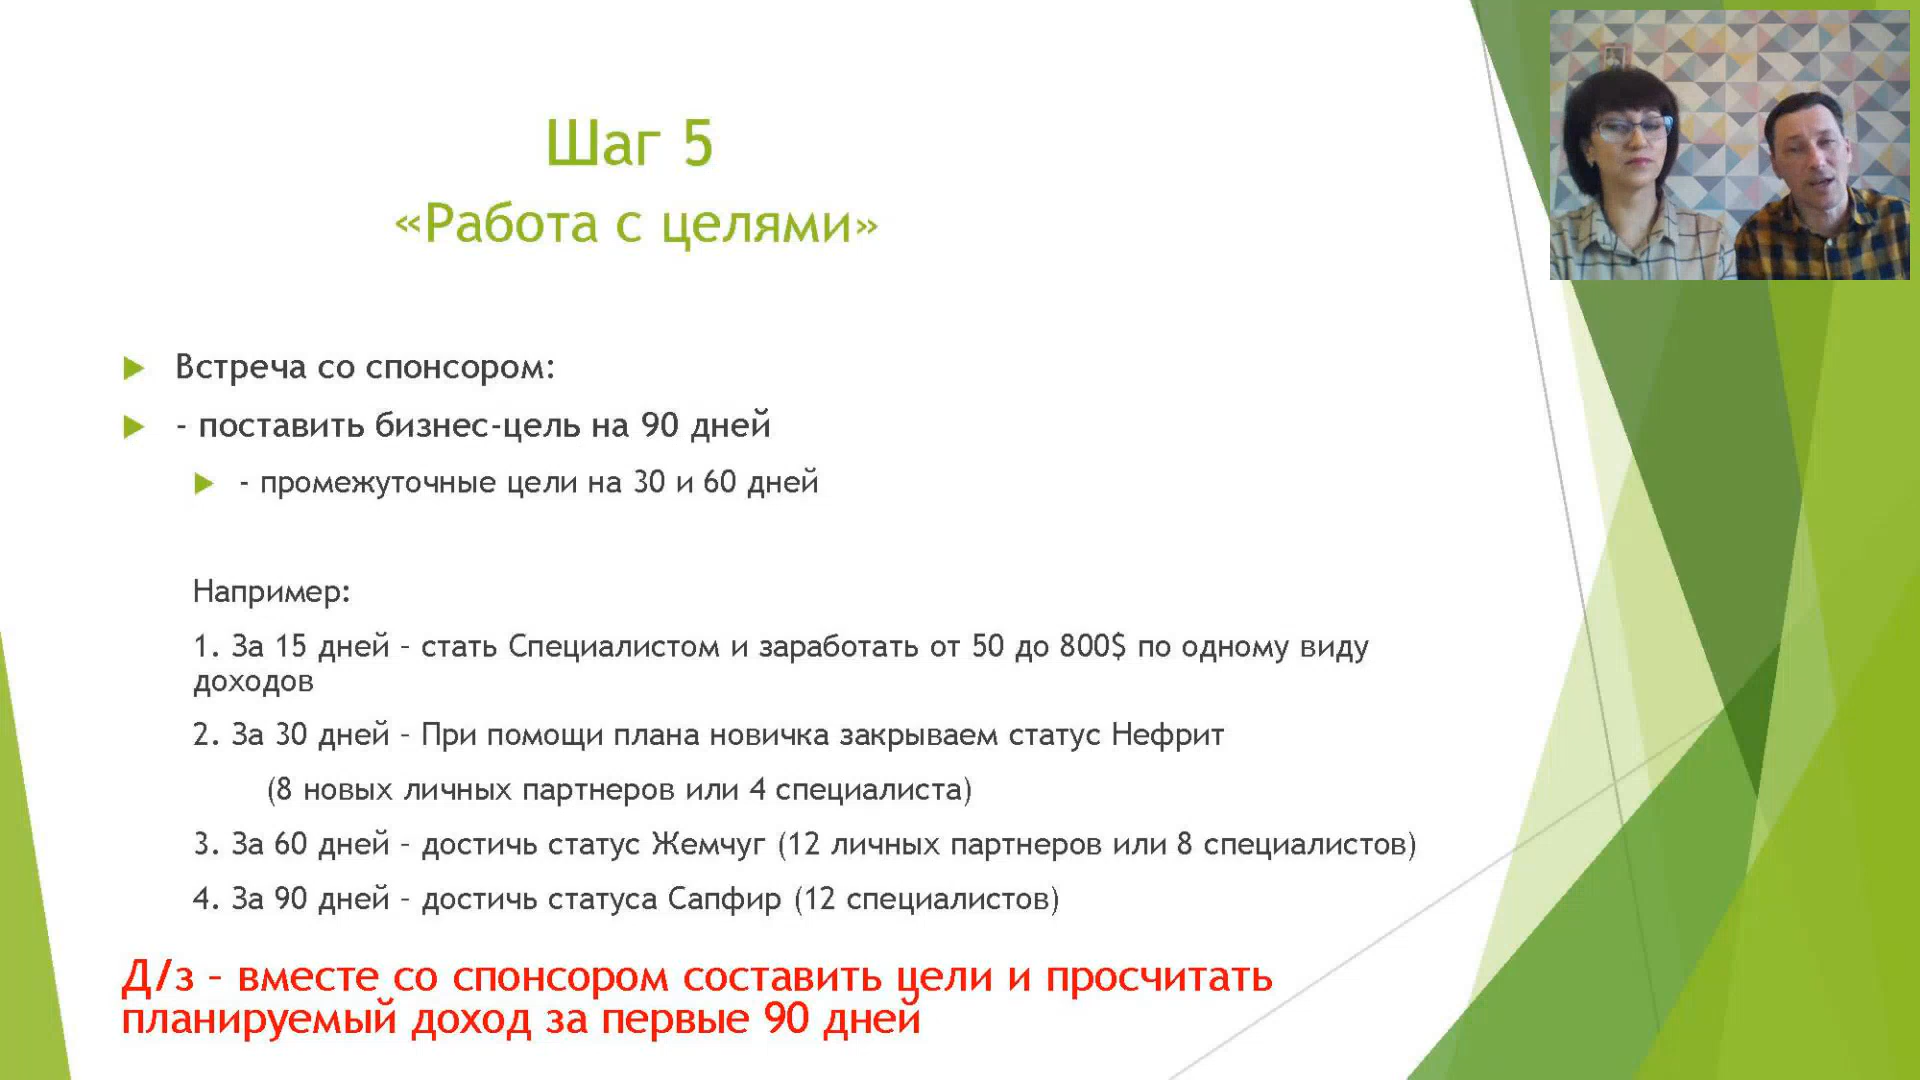 Шаг 5
«Работа с целями»
Встреча со спонсором:
- поставить бизнес-цель на 90 дней
- промежуточные цели на 30 и 60 дней
Например:
1. За 15 дней – стать Специалистом и заработать от 50 до 800$ по одному виду
доходов
2. За 30 дней – При помощи плана новичка закрываем статус Нефрит
(8 новых личных партнеров или 4 специалиста)
3. За 60 дней – достичь статус Жемчуг (12 личных партнеров или 8 специалистов)
4. За 90 дней – достичь статуса Сапфир (12 специалистов)
Д/з – вместе со спонсором составить цели и просчитать
планируемый доход за первые 90 дней